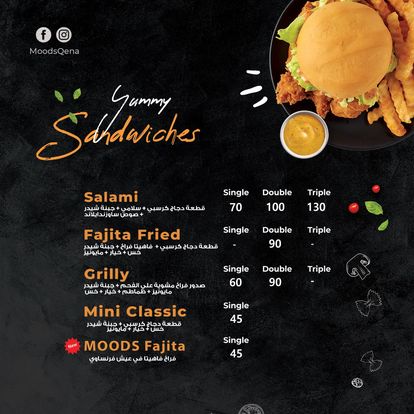 MoodsQena
Yummy
Sandwiches
Single Double Triple
Salami 70 100 130
قطعة دجاج كرسبي + سلامي + جبنة شيدر
+ صوص ساوزندايلاند
Single Double Triple
Fajita Fried - 90 -
قطعة دجاج كرسبي + فاهيتا فراخ + جبنة شيدر
خس + خيار + مايونيز
Single Double Triple
Grilly 60 90 -
صدور فراخ مشوية على الفحم + جبنة شيدر
مايونيز + طماطم + خيار + خس
Single
Mini Classic 45
قطعة دجاج كرسبي + جبنة شيدر
خس + خيار + مايونيز
Single
New MOODS Fajita 45
فراخ فاهيتا في عيش فرنساوي